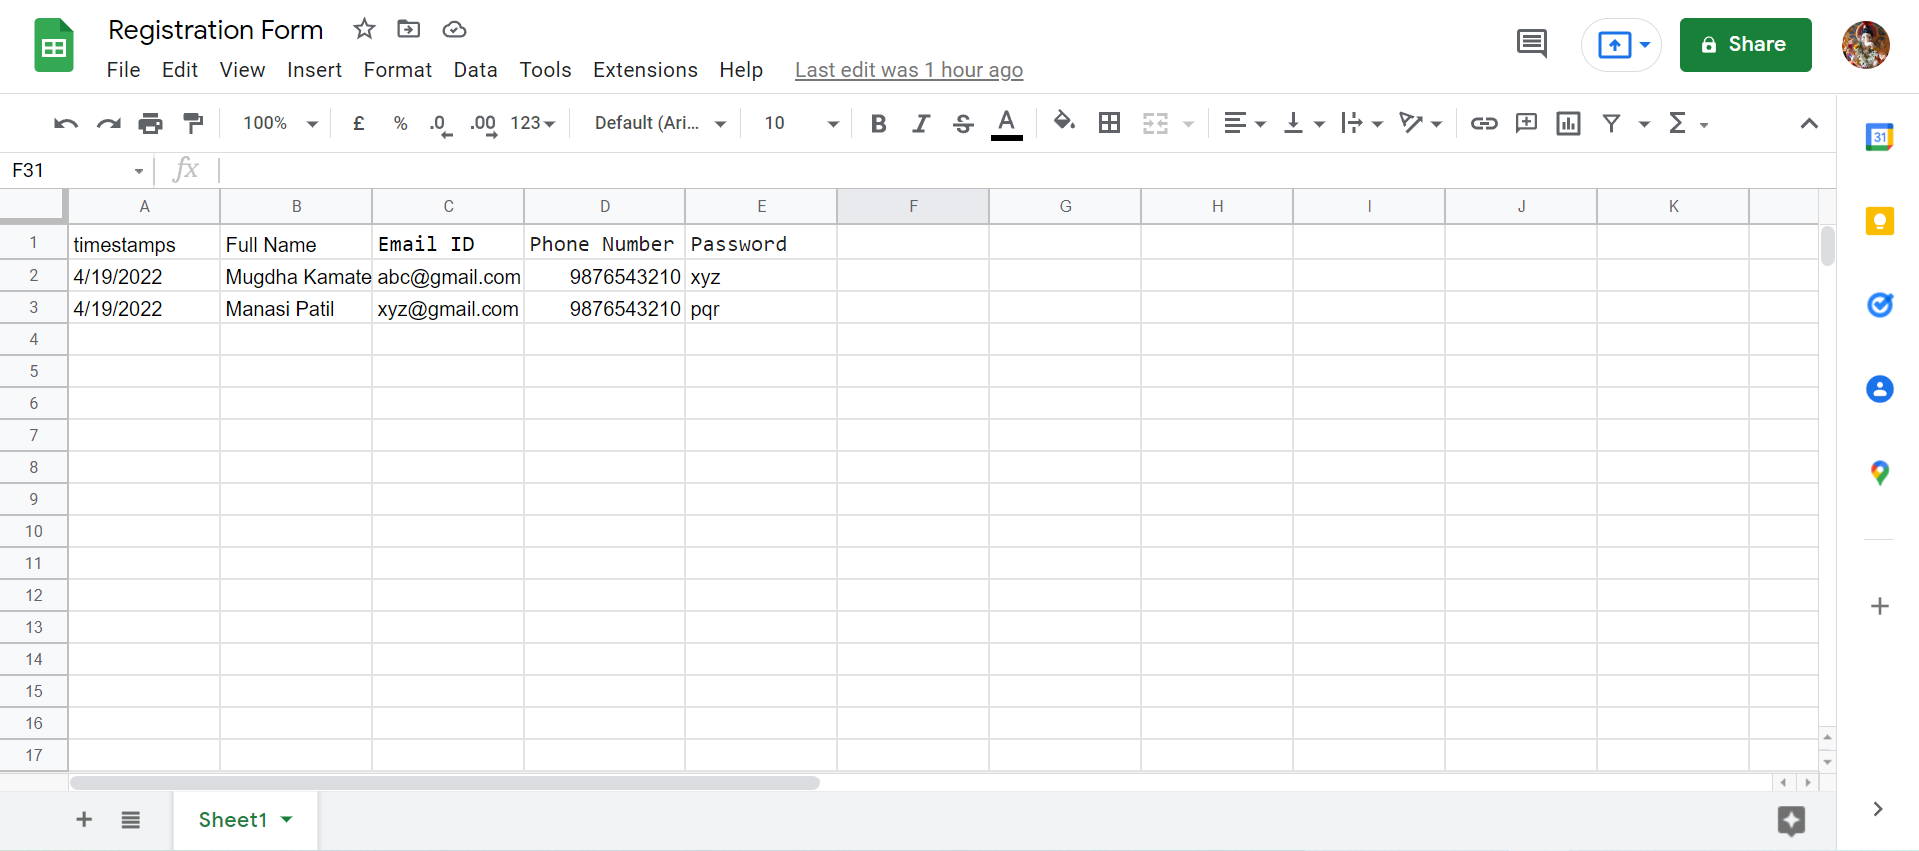 Registration Form
File Edit View Insert Format Data Tools Extensions Help Last edit was 1 hour ago
Share
100% £ % .0 .00 123 Default (Ari... 10 B I S A Σ
31
F31 fx
A B C D E F G H I J K
1 timestamps Full Name Email ID Phone Number Password
2 4/19/2022 Mugdha Kamate abc@gmail.com 9876543210 xyz
3 4/19/2022 Manasi Patil xyz@gmail.com 9876543210 pqr
4
5
6
7
8
9
10
11
12
13
14
15
16
17
Sheet1